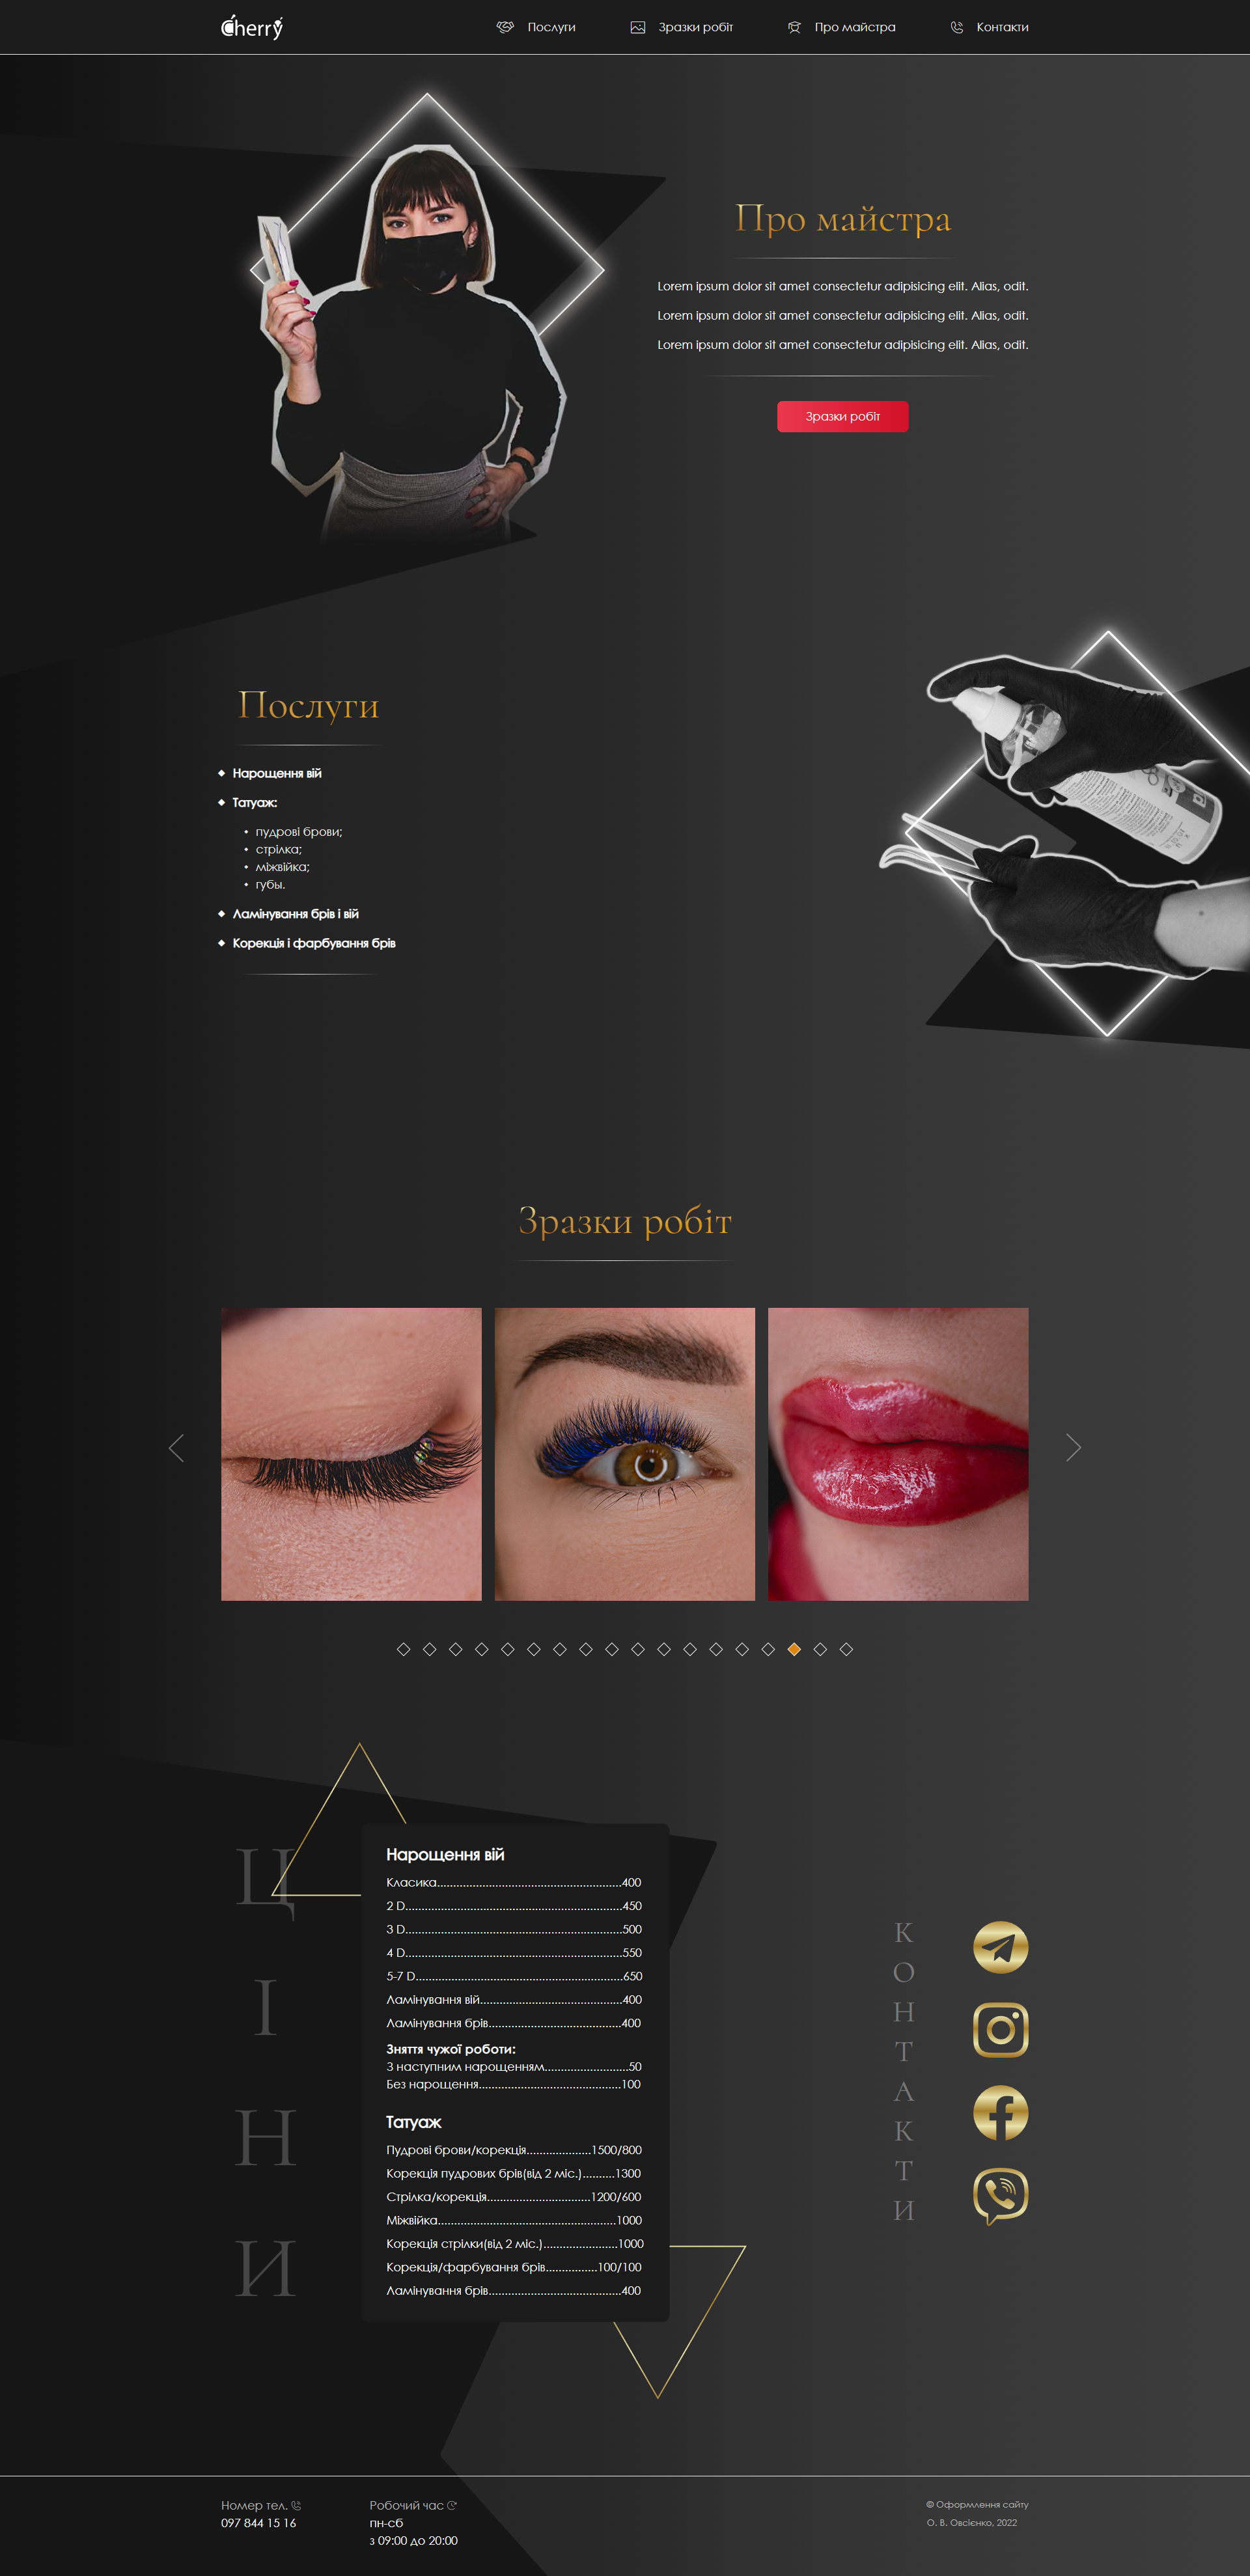 Cherry
Послуги
Зразки робіт
Про майстра
Контакти
Про майстра
Lorem ipsum dolor sit amet consectetur adipisicing elit. Alias, odit.
Lorem ipsum dolor sit amet consectetur adipisicing elit. Alias, odit.
Lorem ipsum dolor sit amet consectetur adipisicing elit. Alias, odit.
Зразки робіт
Послуги
Нарощення вій
Татуаж:
пудрові брови;
стрілка;
міжвійка;
губы.
Ламінування брів і вій
Корекція і фарбування брів
Зразки робіт
ЦІНИ
Нарощення вій
Класика.........................................................400
2 D...................................................................450
3 D...................................................................500
4 D...................................................................550
5-7 D................................................................650
Ламінування вій............................................400
Ламінування брів.........................................400
Зняття чужої роботи:
З наступним нарощенням..........................50
Без нарощення............................................100
Татуаж
Пудрові брови/корекція....................1500/800
Корекція пудрових брів(від 2 міс.)..........1300
Стрілка/корекція................................1200/600
Міжвійка.......................................................1000
Корекція стрілки(від 2 міс.).......................1000
Корекція/фарбування брів................100/100
Ламінування брів.........................................400
КОНТАКТИ
Номер тел.
097 844 15 16
Робочий час
пн-сб
з 09:00 до 20:00
© Оформлення сайту
О. В. Овсієнко, 2022